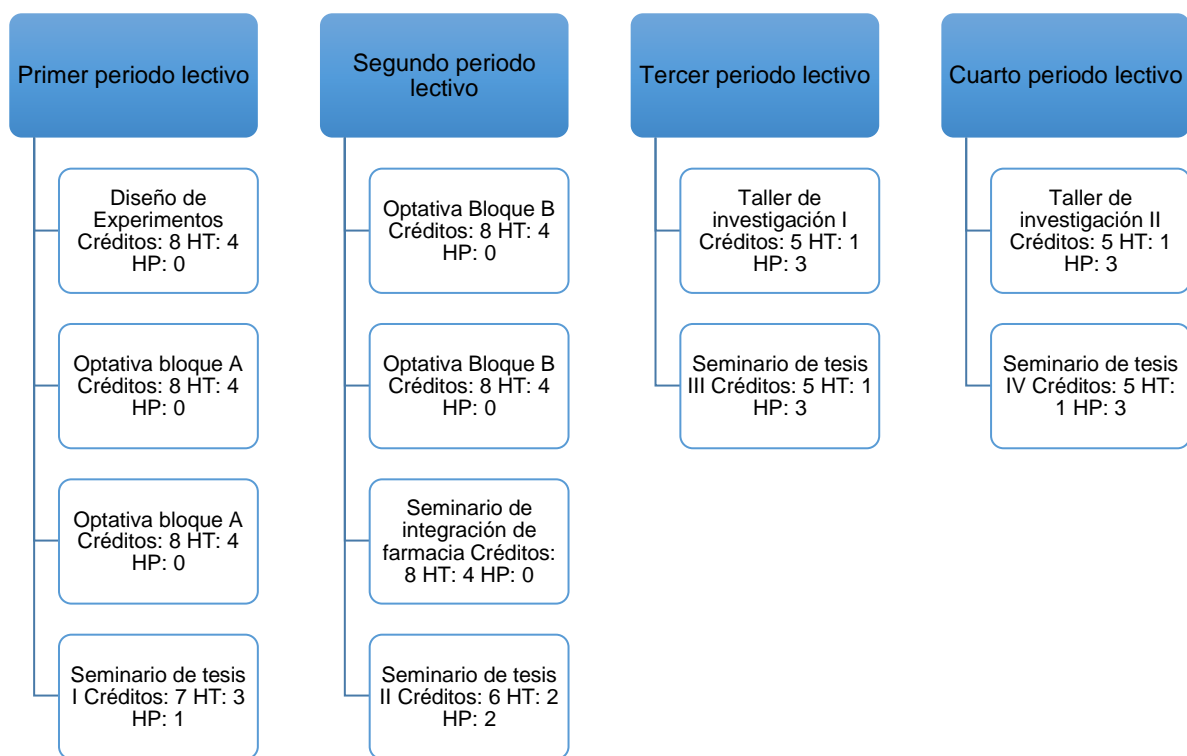 Primer periodo lectivo
Diseño de
Experimentos
Créditos: 8 HT: 4
HP: 0
Optativa bloque A
Créditos: 8 HT: 4
HP: 0
Optativa bloque A
Créditos: 8 HT: 4
HP: 0
Seminario de tesis
I Créditos: 7 HT: 3
HP: 1
Segundo periodo
lectivo
Optativa Bloque B
Créditos: 8 HT: 4
HP: 0
Optativa Bloque B
Créditos: 8 HT: 4
HP: 0
Seminario de
integración de
farmacia Créditos:
8 HT: 4 HP: 0
Seminario de tesis
II Créditos: 6 HT: 2
HP: 2
Tercer periodo lectivo
Taller de
investigación I
Créditos: 5 HT: 1
HP: 3
Seminario de tesis
III Créditos: 5 HT: 1
HP: 3
Cuarto periodo lectivo
Taller de
investigación II
Créditos: 5 HT: 1
HP: 3
Seminario de tesis
IV Créditos: 5 HT:
1 HP: 3